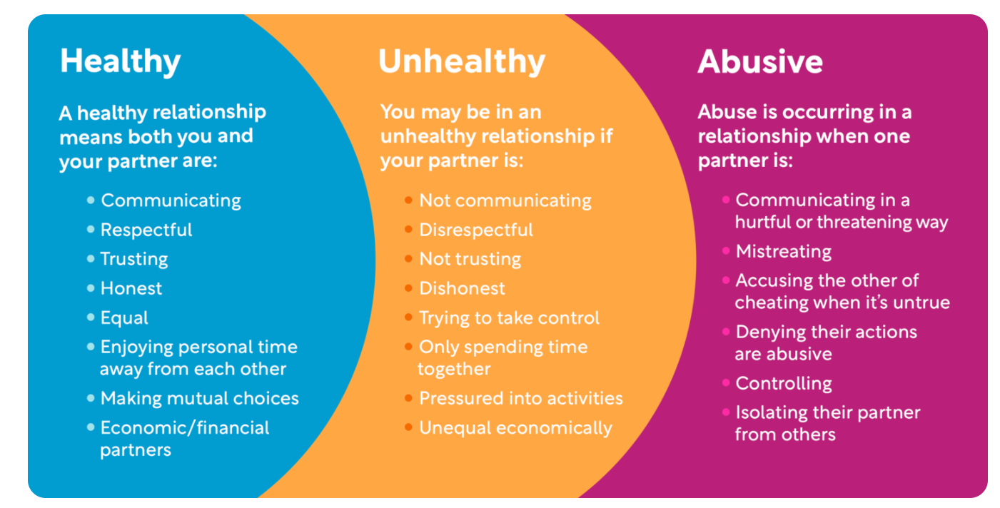 Healthy
A healthy relationship
means both you and
your partner are:
• Communicating
• Respectful
• Trusting
• Honest
• Equal
• Enjoying personal time
away from each other
• Making mutual choices
• Economic/financial
partners
Unhealthy
You may be in an
unhealthy relationship if
your partner is:
• Not communicating
• Disrespectful
• Not trusting
• Dishonest
• Trying to take control
• Only spending time
together
• Pressured into activities
• Unequal economically
Abusive
Abuse is occurring in a
relationship when one
partner is:
• Communicating in a
hurtful or threatening way
• Mistreating
• Accusing the other of
cheating when it’s untrue
• Denying their actions
are abusive
• Controlling
• Isolating their partner
from others